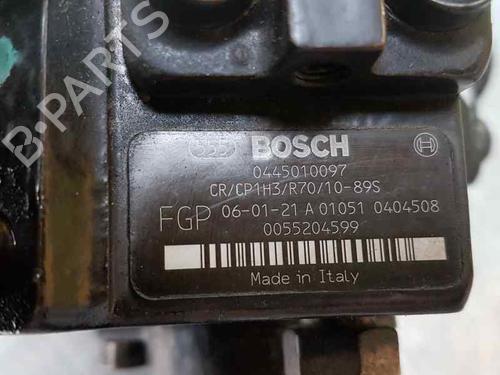 B-PARTS
BOSCH
0445010097
CR/CP1H3/R70/10-89S
FGP 06-01-21 A 01051 0404508
0055204599
Made in Italy